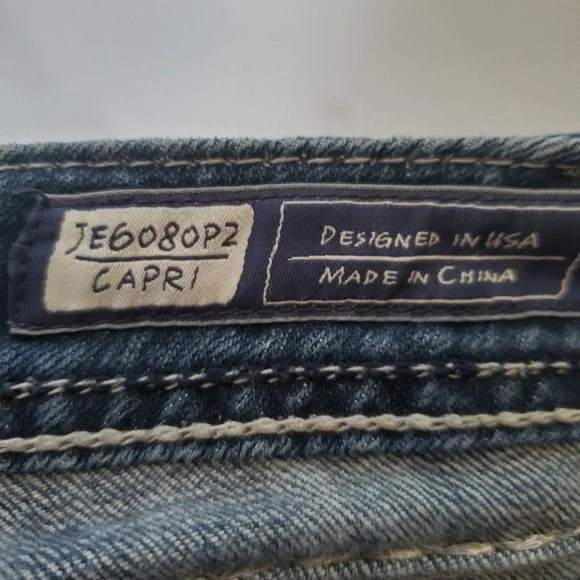 JE6080P2
CAPRI
DESIGNED IN USA
MADE IN CHINA